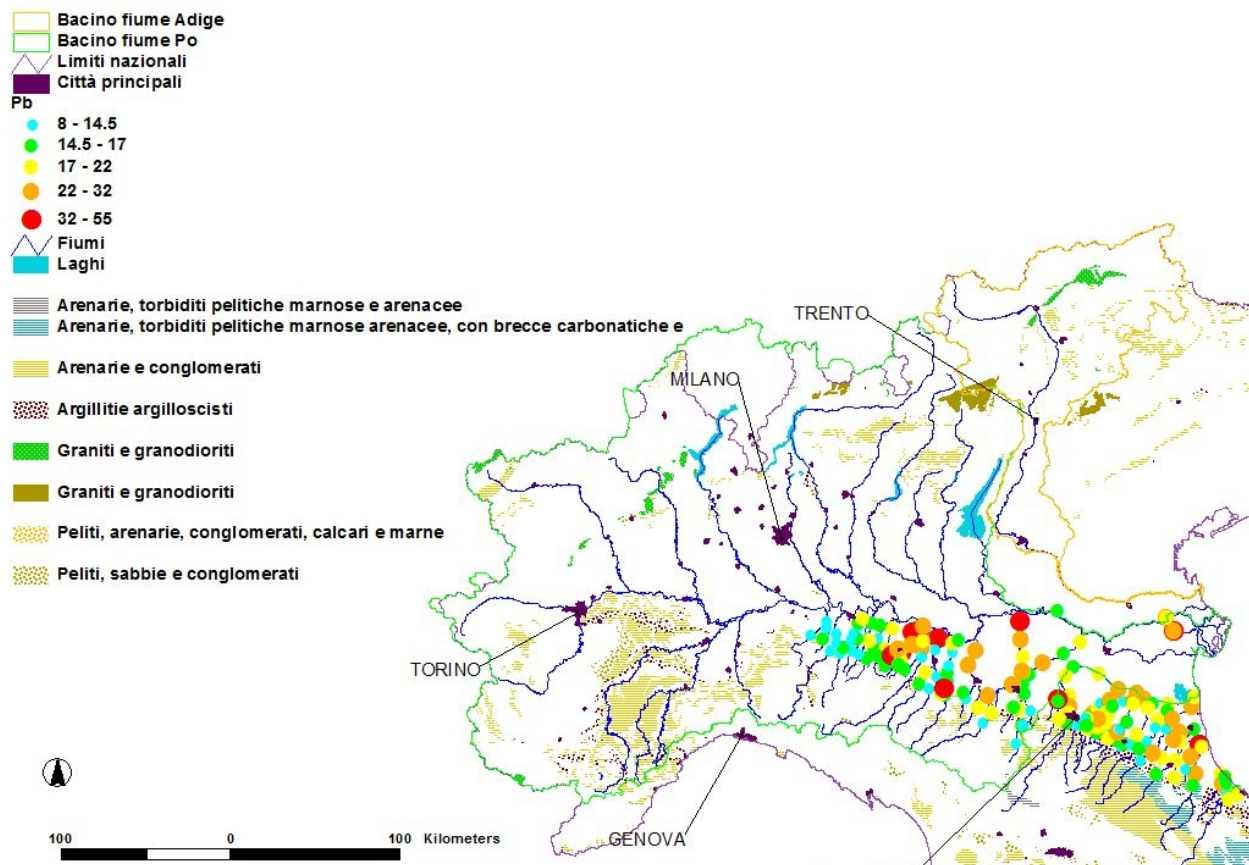 Bacino fiume Adige
Bacino fiume Po
Limiti nazionali
Città principali
Pb
8 - 14.5
14.5 - 17
17 - 22
22 - 32
32 - 55
Fiumi
Laghi
Arenarie, torbiditi pelitiche marnose e arenacee
Arenarie, torbiditi pelitiche marnose arenacee, con brecce carbonatiche e
Arenarie e conglomerati
Argillitie argilloscisti
Graniti e granodioriti
Graniti e granodioriti
Peliti, arenarie, conglomerati, calcari e marne
Peliti, sabbie e conglomerati
TRENTO
MILANO
TORINO
GENOVA
100 0 100 Kilometers